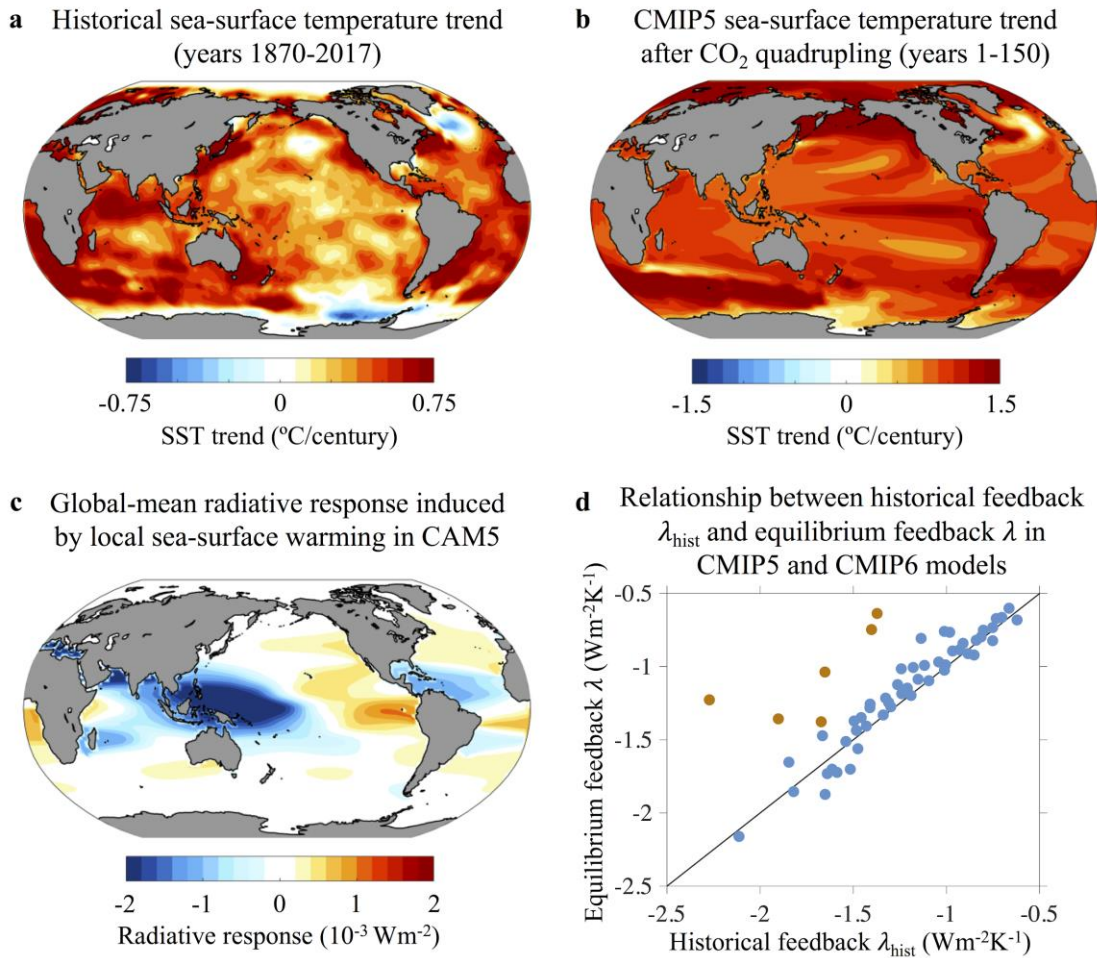 a Historical sea-surface temperature trend
(years 1870-2017)
-0.75 0 0.75
SST trend (ºC/century)
b CMIP5 sea-surface temperature trend
after CO₂ quadrupling (years 1-150)
-1.5 0 1.5
SST trend (ºC/century)
c Global-mean radiative response induced
by local sea-surface warming in CAM5
-2 -1 0 1 2
Radiative response (10⁻³ Wm⁻²)
d Relationship between historical feedback
λhist and equilibrium feedback λ in
CMIP5 and CMIP6 models
Equilibrium feedback λ (Wm⁻²K⁻¹)
-0.5
-1
-1.5
-2
-2.5
-2.5 -2 -1.5 -1 -0.5
Historical feedback λhist (Wm⁻²K⁻¹)